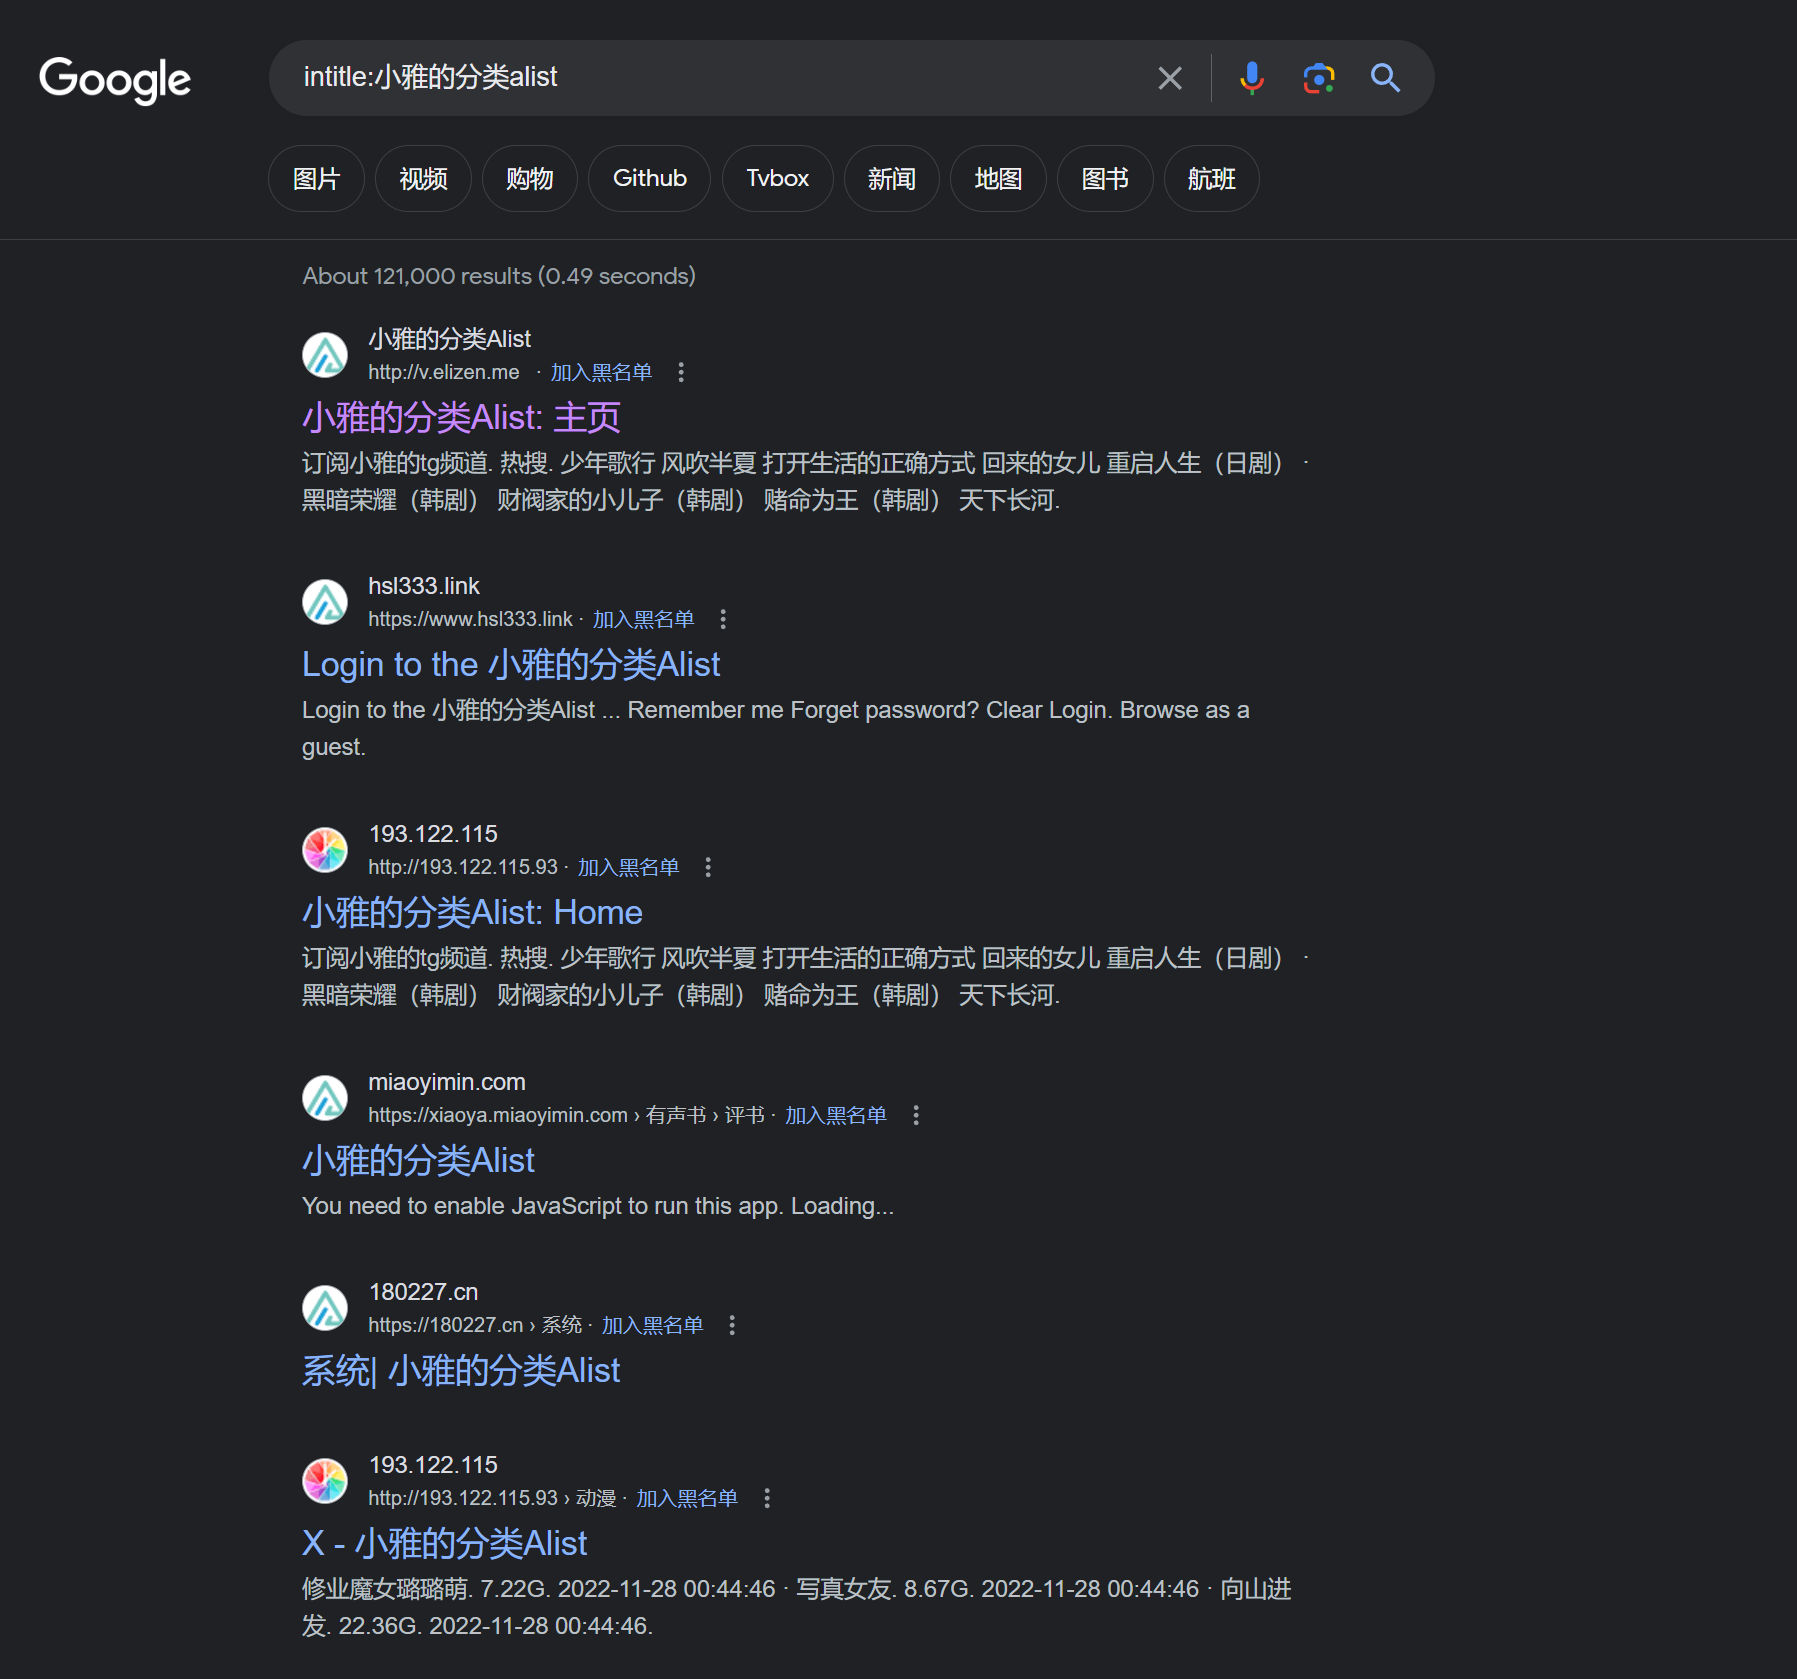 Google
intitle:小雅的分类alist
图片 视频 购物 Github Tvbox 新闻 地图 图书 航班
About 121,000 results (0.49 seconds)
小雅的分类Alist
http://v.elizen.me · 加入黑名单
小雅的分类Alist: 主页
订阅小雅的tg频道. 热搜. 少年歌行 风吹半夏 打开生活的正确方式 回来的女儿 重启人生（日剧） ·
黑暗荣耀（韩剧） 财阀家的小儿子（韩剧） 赌命为王（韩剧） 天下长河.
hsl333.link
https://www.hsl333.link · 加入黑名单
Login to the 小雅的分类Alist
Login to the 小雅的分类Alist ... Remember me Forget password? Clear Login. Browse as a
guest.
193.122.115
http://193.122.115.93 · 加入黑名单
小雅的分类Alist: Home
订阅小雅的tg频道. 热搜. 少年歌行 风吹半夏 打开生活的正确方式 回来的女儿 重启人生（日剧） ·
黑暗荣耀（韩剧） 财阀家的小儿子（韩剧） 赌命为王（韩剧） 天下长河.
miaoyimin.com
https://xiaoya.miaoyimin.com › 有声书 › 评书 · 加入黑名单
小雅的分类Alist
You need to enable JavaScript to run this app. Loading...
180227.cn
https://180227.cn › 系统 · 加入黑名单
系统| 小雅的分类Alist
193.122.115
http://193.122.115.93 › 动漫 · 加入黑名单
X - 小雅的分类Alist
修业魔女璐璐萌. 7.22G. 2022-11-28 00:44:46 · 写真女友. 8.67G. 2022-11-28 00:44:46 · 向山进
发. 22.36G. 2022-11-28 00:44:46.